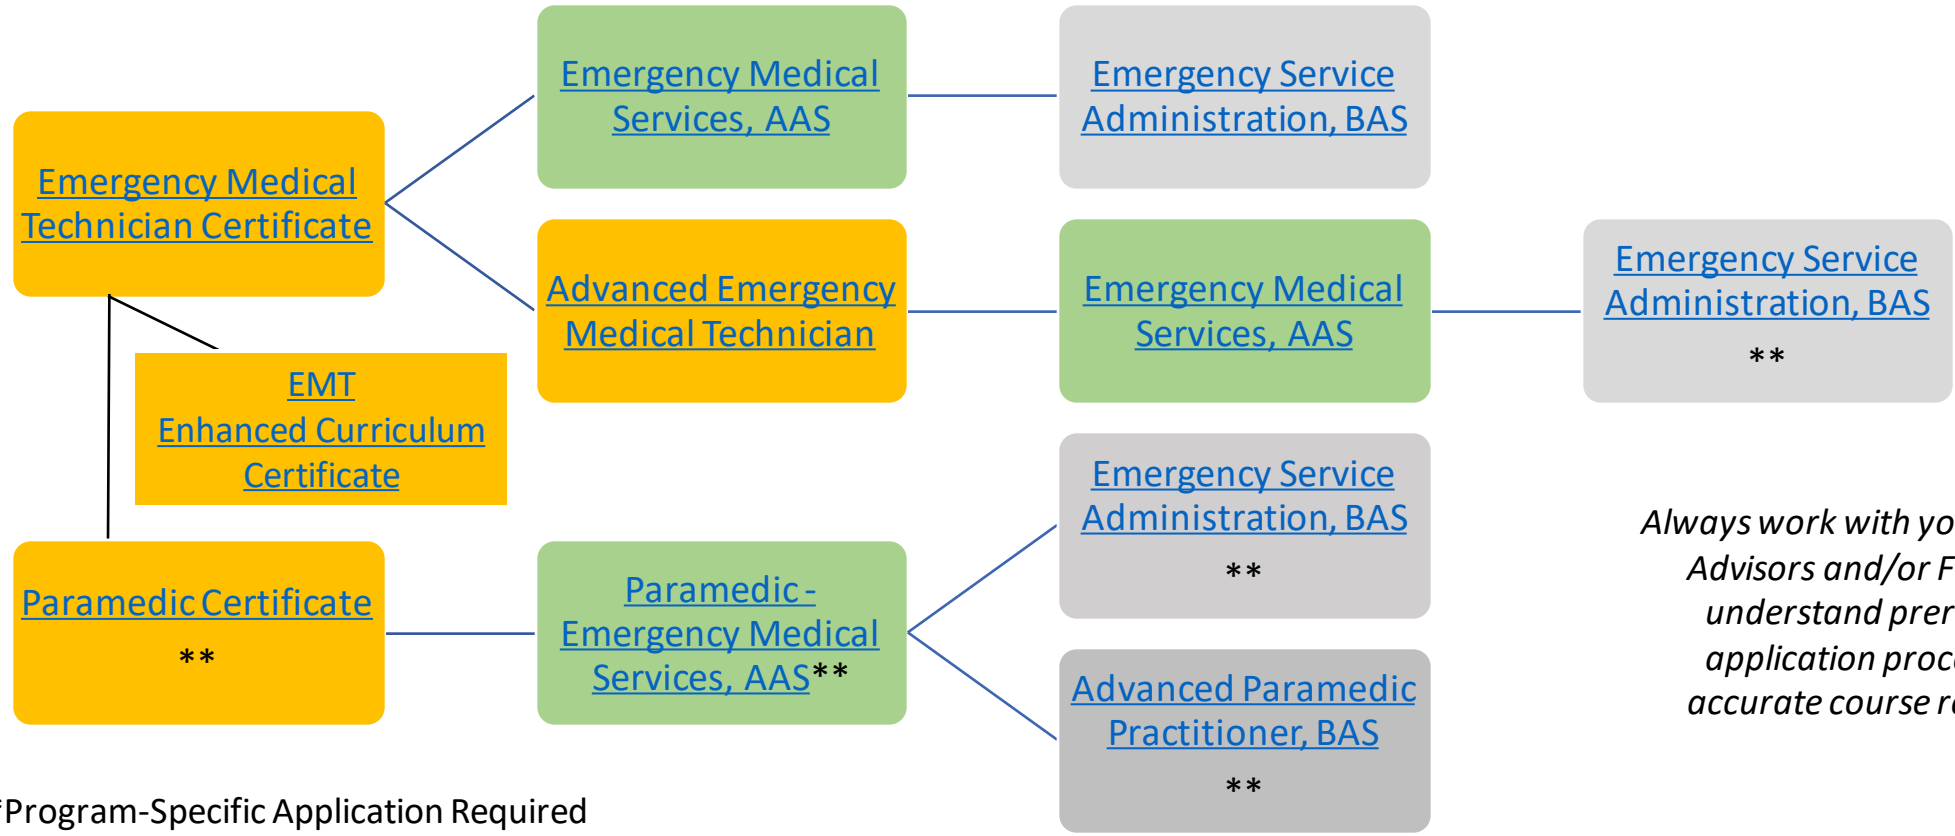 Emergency Medical
Technician Certificate
Emergency Medical
Services, AAS
Emergency Service
Administration, BAS
Advanced Emergency
Medical Technician
Emergency Medical
Services, AAS
Emergency Service
Administration, BAS
**
EMT
Enhanced Curriculum
Certificate
Paramedic Certificate
**
Paramedic -
Emergency Medical
Services, AAS**
Emergency Service
Administration, BAS
**
Advanced Paramedic
Practitioner, BAS
**
Always work with
Advisors and/or
understand
application
accurate course
*Program-Specific Application Required